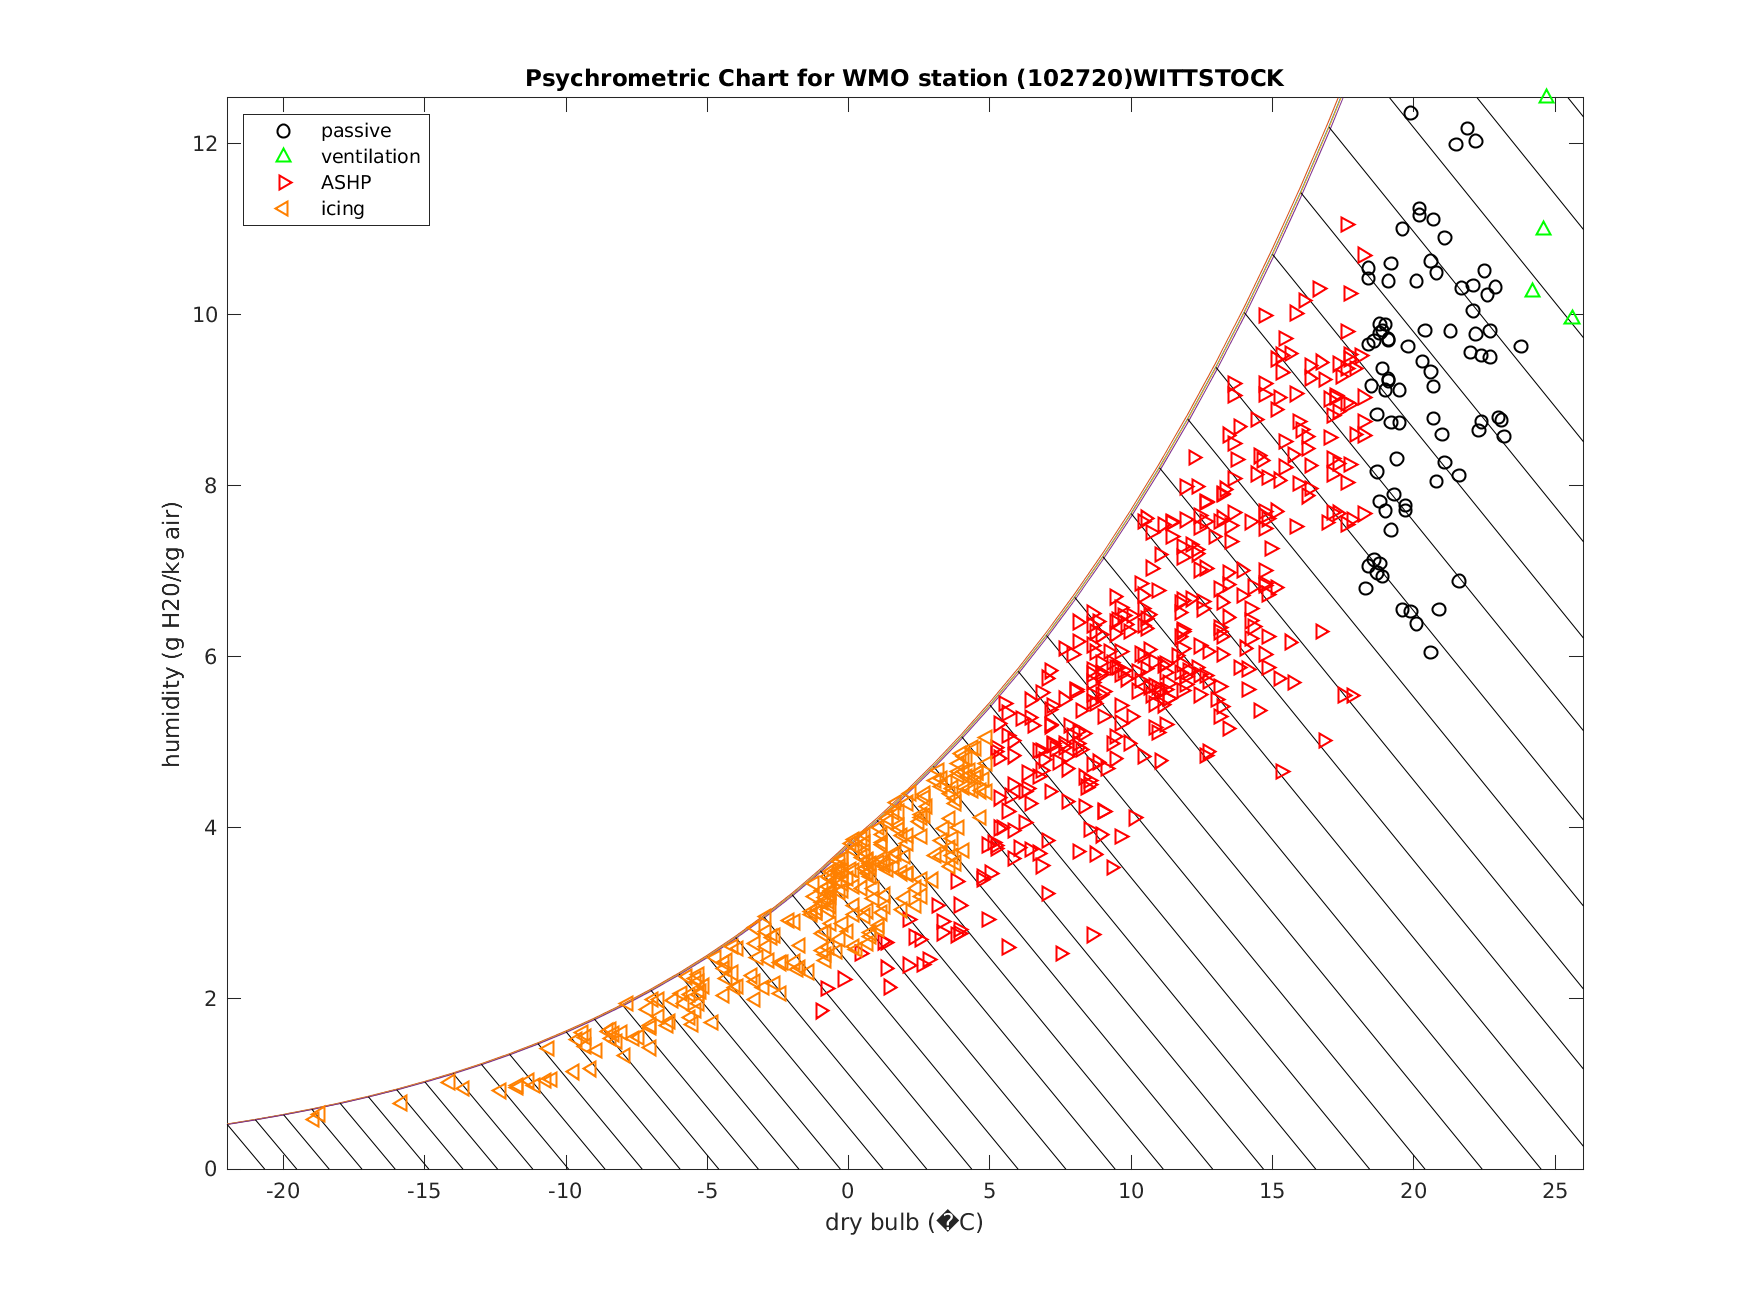 Psychrometric Chart for WMO station (102720)WITTSTOCK
passive
ventilation
ASHP
icing
12
10
8
6
4
2
0
humidity (g H20/kg air)
-20 -15 -10 -5 0 5 10 15 20 25
dry bulb (�C)